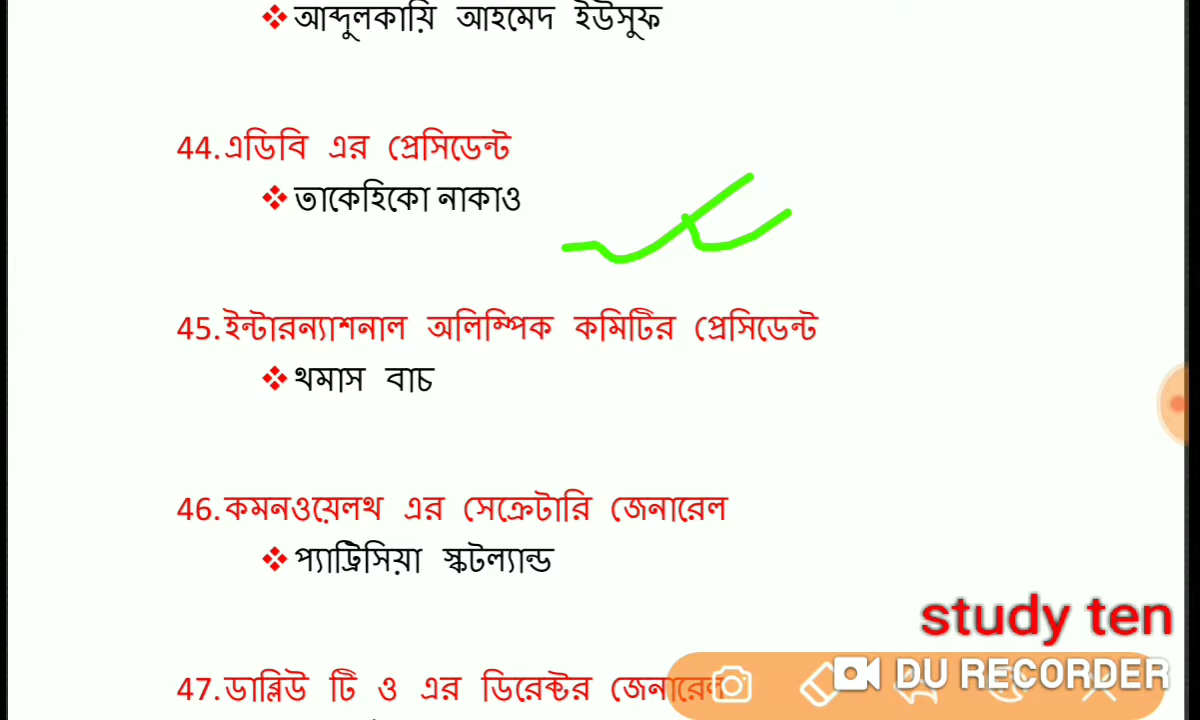 ❖ আব্দুলকায়ি আহমেদ ইউসুফ
44.এডিবি এর প্রেসিডেন্ট
❖ তাকেহিকো নাকাও
45.ইন্টারন্যাশনাল অলিম্পিক কমিটির প্রেসিডেন্ট
❖ থমাস বাচ
46.কমনওয়েলথ এর সেক্রেটারি জেনারেল
❖ প্যাট্রিসিয়া স্কটল্যান্ড
study ten
DU RECORDER
47.ডাব্লিউ টি ও এর ডিরেক্টর জেনারেল